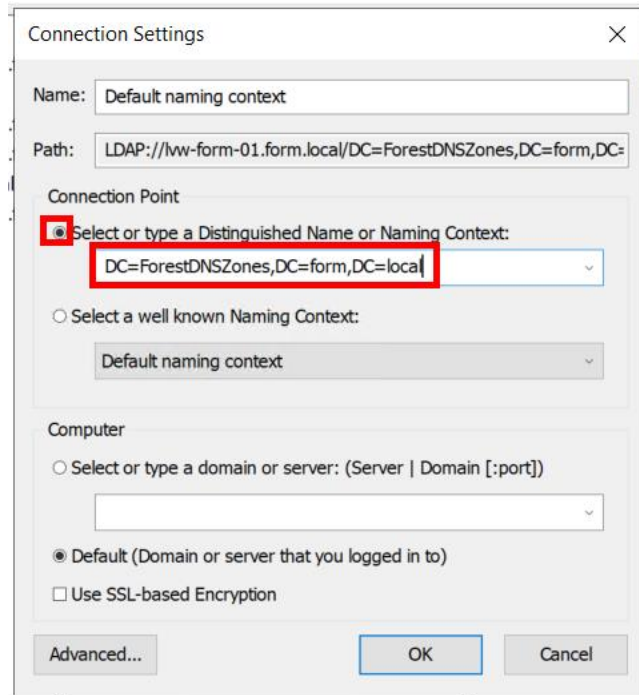 Connection Settings
Name: Default naming context
Path: LDAP://lvw-form-01.form.local/DC=ForestDNSZones,DC=form,DC=
Connection Point
Select or type a Distinguished Name or Naming Context:
DC=ForestDNSZones,DC=form,DC=local
Select a well known Naming Context:
Default naming context
Computer
Select or type a domain or server: (Server | Domain [:port])
Default (Domain or server that you logged in to)
Use SSL-based Encryption
Advanced... OK Cancel